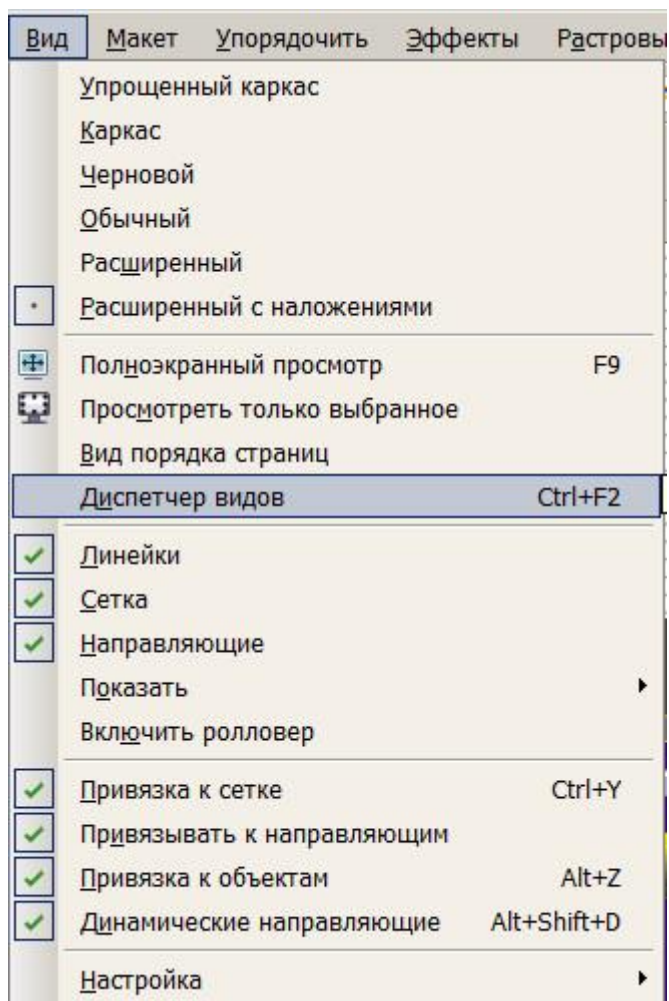 Вид Макет Упорядочить Эффекты Растровы
Упрощенный каркас
Каркас
Черновой
Обычный
Расширенный
Расширенный с наложениями
Полноэкранный просмотр F9
Просмотреть только выбранное
Вид порядка страниц
Диспетчер видов Ctrl+F2
Линейки
Сетка
Направляющие
Показать
Включить ролловер
Привязка к сетке Ctrl+Y
Привязывать к направляющим
Привязка к объектам Alt+Z
Динамические направляющие Alt+Shift+D
Настройка